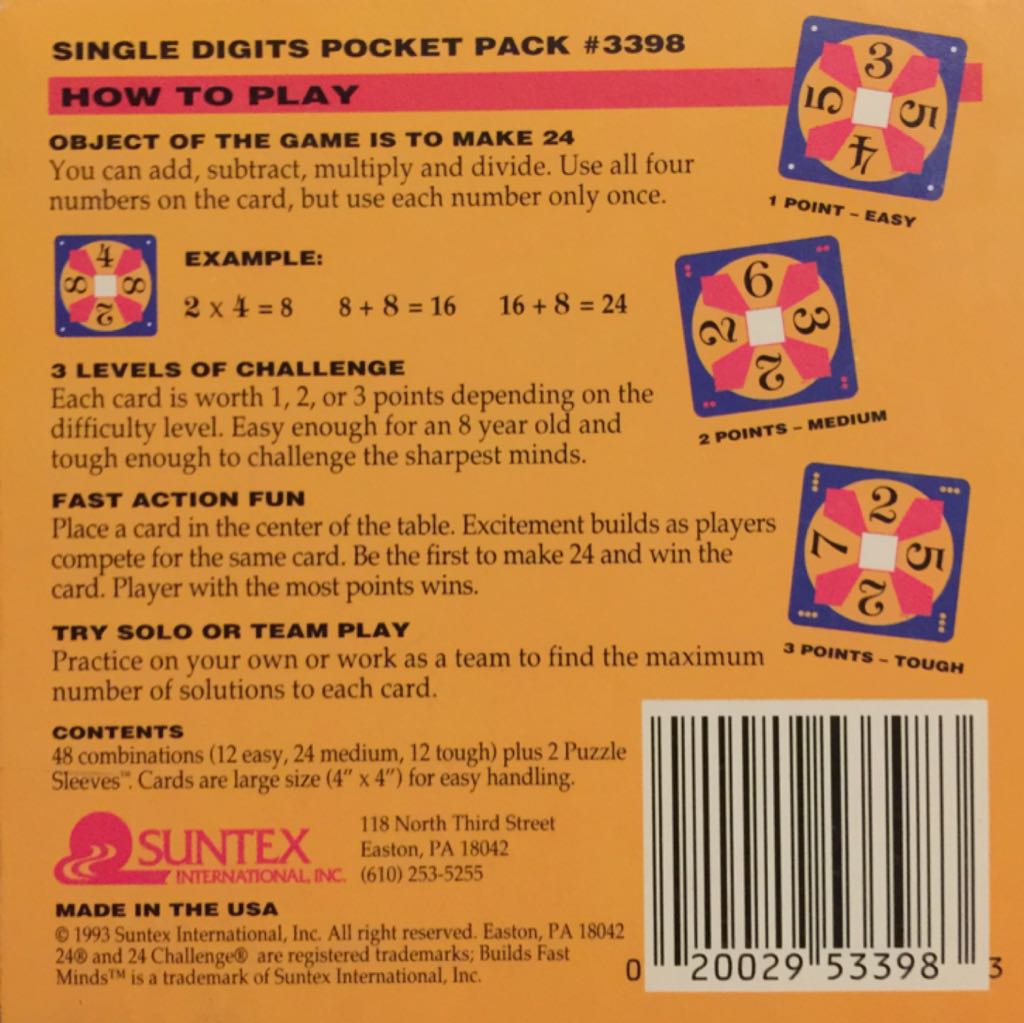 SINGLE DIGITS POCKET PACK #3398
HOW TO PLAY
OBJECT OF THE GAME IS TO MAKE 24
You can add, subtract, multiply and divide. Use all four
numbers on the card, but use each number only once.
3
5
5
4
1 POINT – EASY
4
8
8
2
EXAMPLE:
2 x 4 = 8 8 + 8 = 16 16 + 8 = 24
6
2
3
2
2 POINTS – MEDIUM
3 LEVELS OF CHALLENGE
Each card is worth 1, 2, or 3 points depending on the
difficulty level. Easy enough for an 8 year old and
tough enough to challenge the sharpest minds.
FAST ACTION FUN
Place a card in the center of the table. Excitement builds as players
compete for the same card. Be the first to make 24 and win the
card. Player with the most points wins.
2
7
5
2
3 POINTS – TOUGH
TRY SOLO OR TEAM PLAY
Practice on your own or work as a team to find the maximum
number of solutions to each card.
CONTENTS
48 combinations (12 easy, 24 medium, 12 tough) plus 2 Puzzle
Sleeves™. Cards are large size (4″ x 4″) for easy handling.
SUNTEX
INTERNATIONAL, INC.
118 North Third Street
Easton, PA 18042
(610) 253-5255
MADE IN THE USA
© 1993 Suntex International, Inc. All right reserved. Easton, PA 18042
24® and 24 Challenge® are registered trademarks; Builds Fast
Minds™ is a trademark of Suntex International, Inc.
0 20029 53398 3